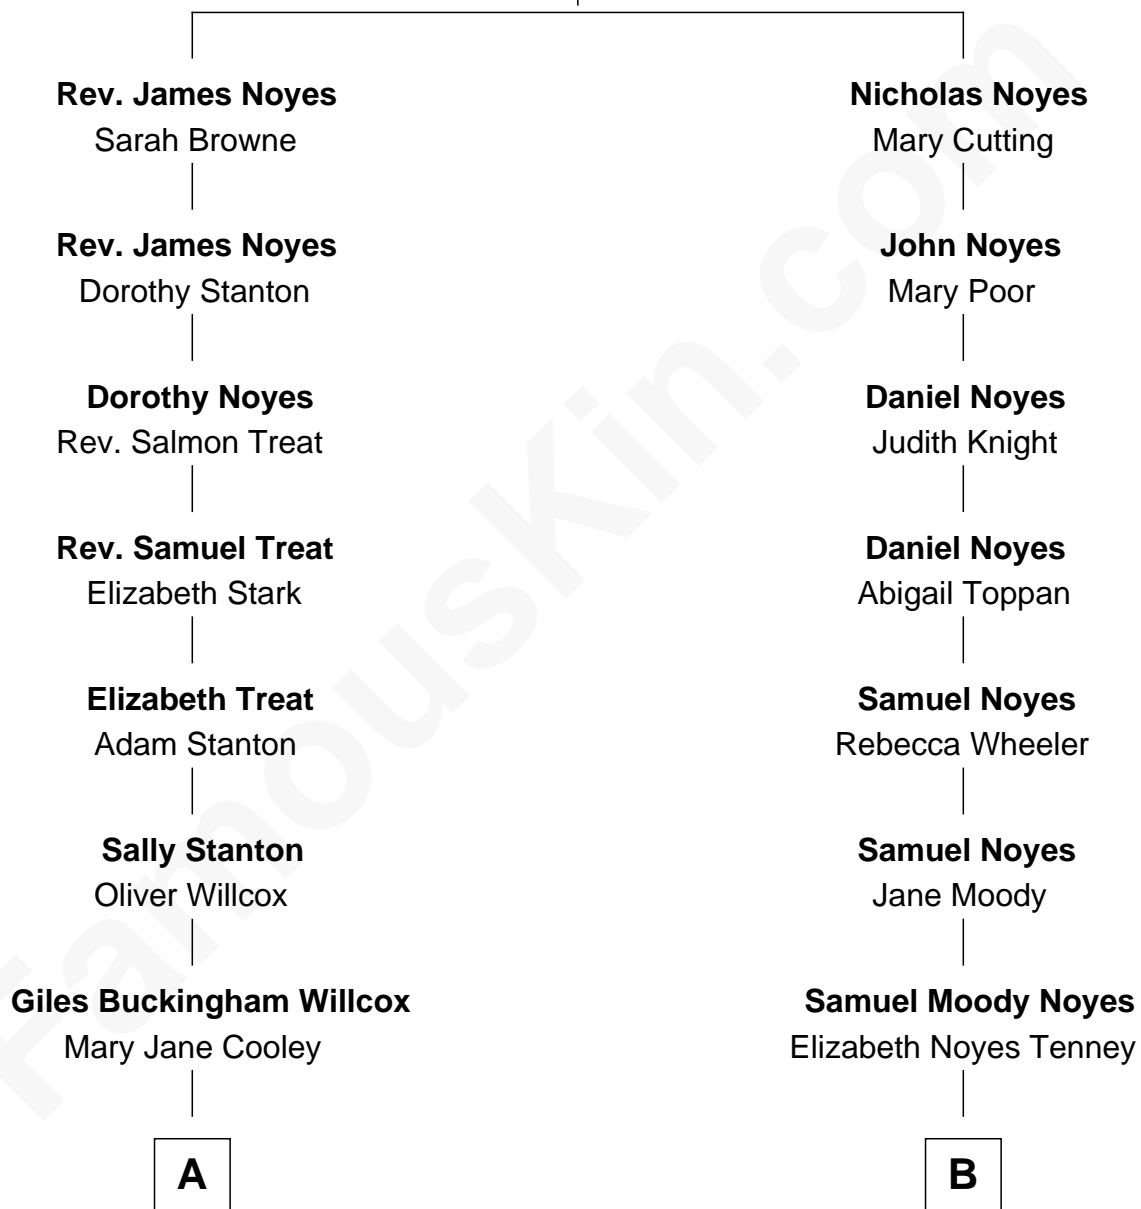 Rev. James Noyes
Sarah Browne
Rev. James Noyes
Dorothy Stanton
Dorothy Noyes
Rev. Salmon Treat
Rev. Samuel Treat
Elizabeth Stark
Elizabeth Treat
Adam Stanton
Sally Stanton
Oliver Willcox
Giles Buckingham Willcox
Mary Jane Cooley
A
Nicholas Noyes
Mary Cutting
John Noyes
Mary Poor
Daniel Noyes
Judith Knight
Daniel Noyes
Abigail Toppan
Samuel Noyes
Rebecca Wheeler
Samuel Noyes
Jane Moody
Samuel Moody Noyes
Elizabeth Noyes Tenney
B
FamousKin.com